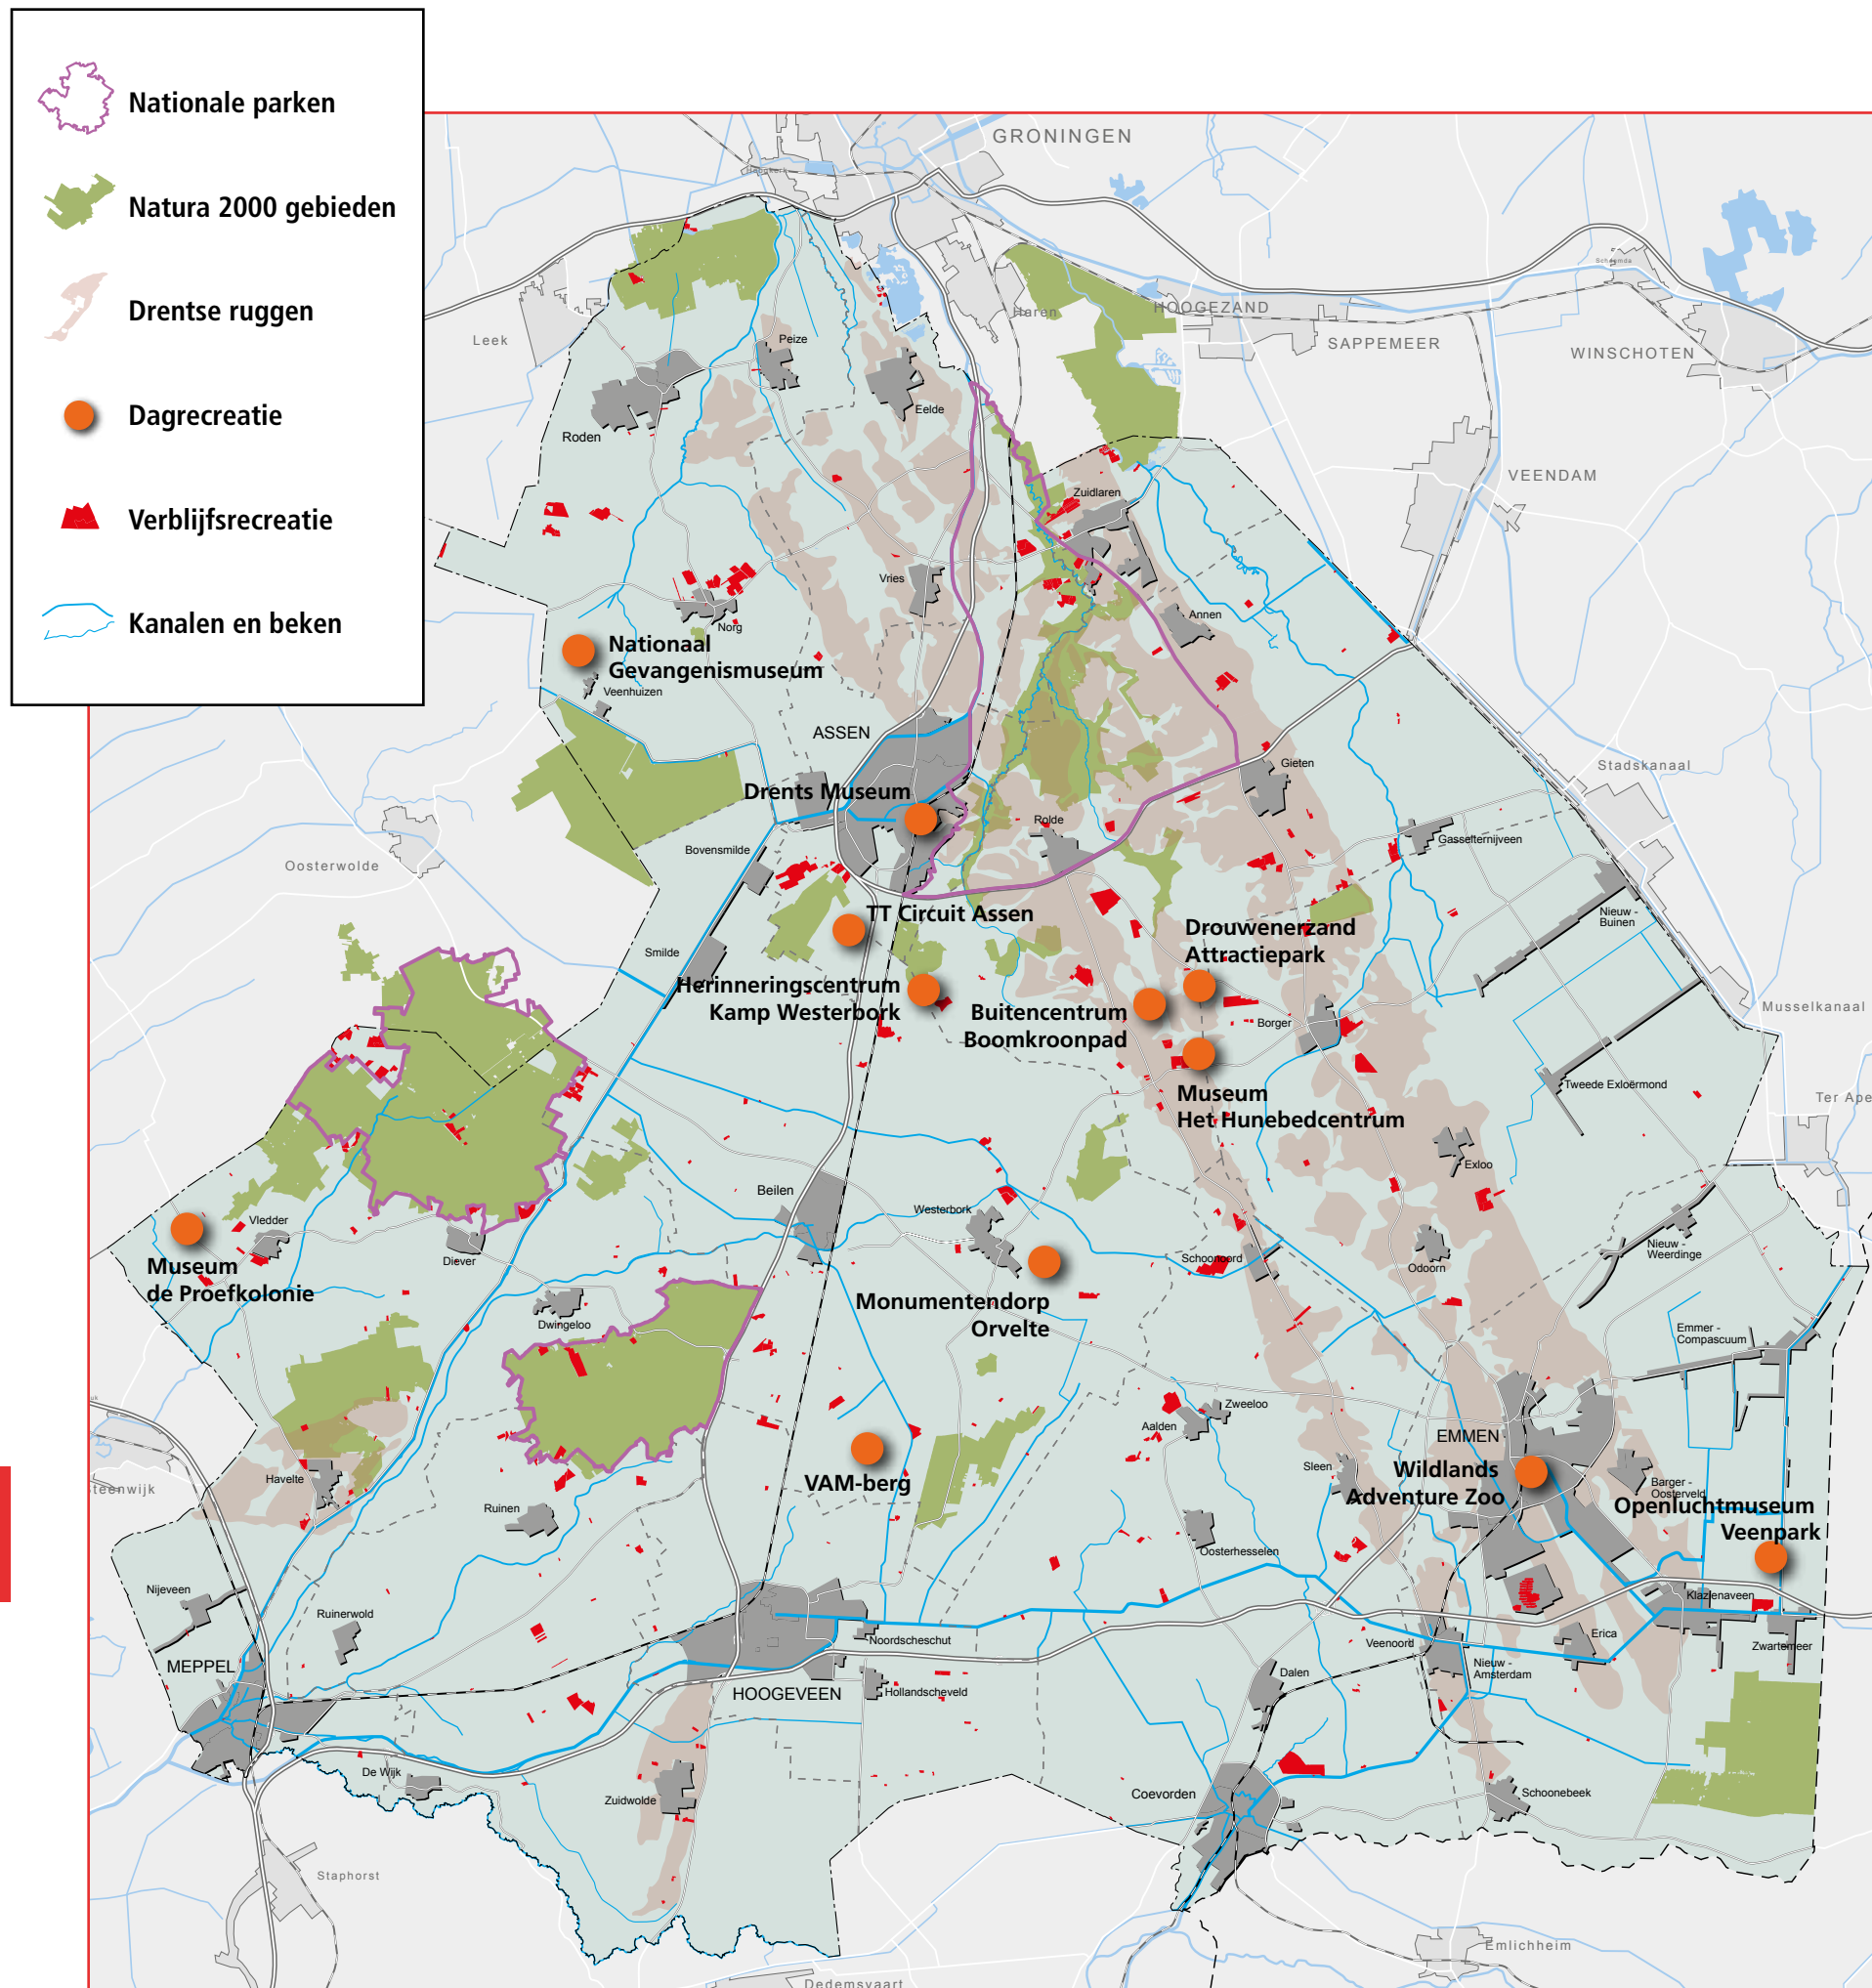 Nationale parken
Natura 2000 gebieden
Drentse ruggen
Dagrecreatie
Verblijfsrecreatie
Kanalen en beken
GRONINGEN
Hoogkerk
Leek
Haren
HOOGEZAND
SAPPEMEER
Scheemda
WINSCHOTEN
Peize
Eelde
Roden
VEENDAM
Zuidlaren
Vries
Annen
Norg
Nationaal
Gevangenismuseum
Veenhuizen
ASSEN
Gieten
Stadskanaal
Drents Museum
Rolde
Gasselternijveen
Bovensmilde
Oosterwolde
TT Circuit Assen
Nieuw -
Buinen
Drouwenerzand
Attractiepark
Smilde
Herinneringscentrum
Kamp Westerbork
Buitencentrum
Boomkroonpad
Borger
Musselkanaal
Museum
Het Hunebedcentrum
Tweede Exloërmond
Ter Ape
Exloo
Beilen
Westerbork
Vledder
Diever
Museum
de Proefkolonie
Schoonoord
Odoorn
Nieuw -
Weerdinge
Monumentendorp
Orvelte
Dwingeloo
Emmer -
Compascuum
Zweeloo
Aalden
EMMEN
Sleen
Wildlands
Adventure Zoo
Barger -
Oosterveld
Openluchtmuseum
Veenpark
VAM-berg
Havelte
teenwijk
Ruinen
Oosterhesselen
Nijeveen
Ruinerwold
Klazienaveen
Noordscheschut
Veenoord
Erica
Zwartemeer
MEPPEL
Nieuw -
Amsterdam
Dalen
HOOGEVEEN
Hollandscheveld
De Wijk
Zuidwolde
Coevorden
Schoonebeek
Staphorst
Emlichheim
Dedemsvaart